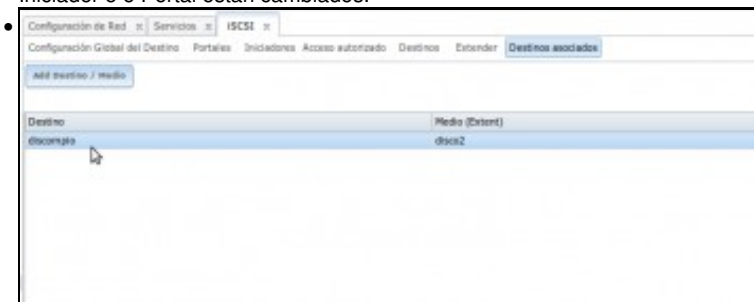 Iniciador o o Portal están cambiados.
Configuración de Red x Servicios x iSCSI x
Configuración Global del Destino Portales Iniciadores Acceso autorizado Destinos Extender Destinos asociados
Add Destino / Medio
Destino Medio (Extent)
discompio disco2